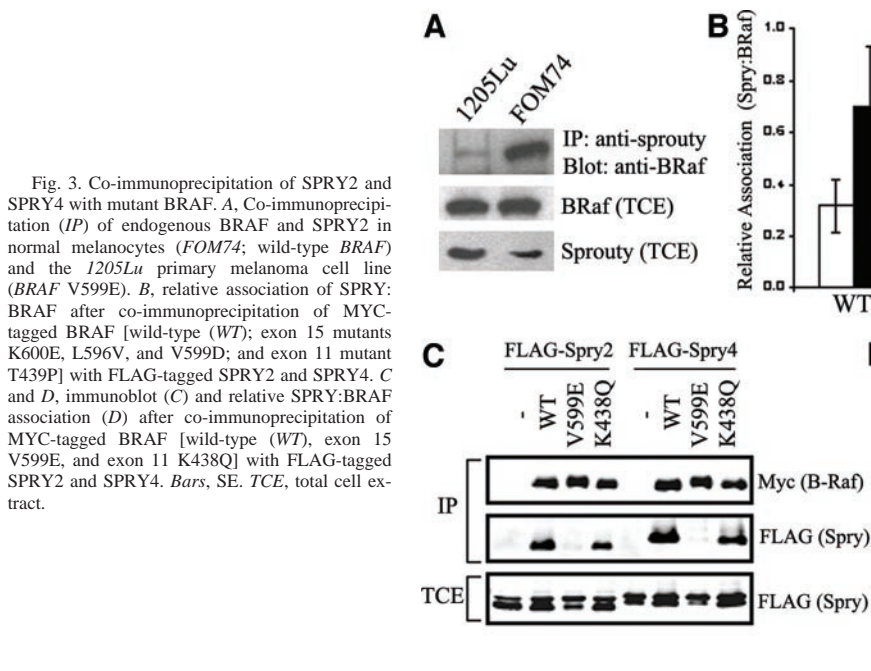 Fig. 3. Co-immunoprecipitation of SPRY2 and
SPRY4 with mutant BRAF. A, Co-immunoprecipi-
tation (IP) of endogenous BRAF and SPRY2 in
normal melanocytes (FOM74; wild-type BRAF)
and the 1205Lu primary melanoma cell line
(BRAF V599E). B, relative association of SPRY:
BRAF after co-immunoprecipitation of MYC-
tagged BRAF [wild-type (WT); exon 15 mutants
K600E, L596V, and V599D; and exon 11 mutant
T439P] with FLAG-tagged SPRY2 and SPRY4. C
and D, immunoblot (C) and relative SPRY:BRAF
association (D) after co-immunoprecipitation of
MYC-tagged BRAF [wild-type (WT), exon 15
V599E, and exon 11 K438Q] with FLAG-tagged
SPRY2 and SPRY4. Bars, SE. TCE, total cell ex-
tract.
A
1205Lu FOM74
IP: anti-sprouty
Blot: anti-BRaf
BRaf (TCE)
Sprouty (TCE)
B
Relative Association (Spry:BRaf)
1.0
0.8
0.6
0.4
0.2
0.0
WT
C
FLAG-Spry2 FLAG-Spry4
- WT V599E K438Q - WT V599E K438Q
IP
Myc (B-Raf)
FLAG (Spry)
TCE
FLAG (Spry)